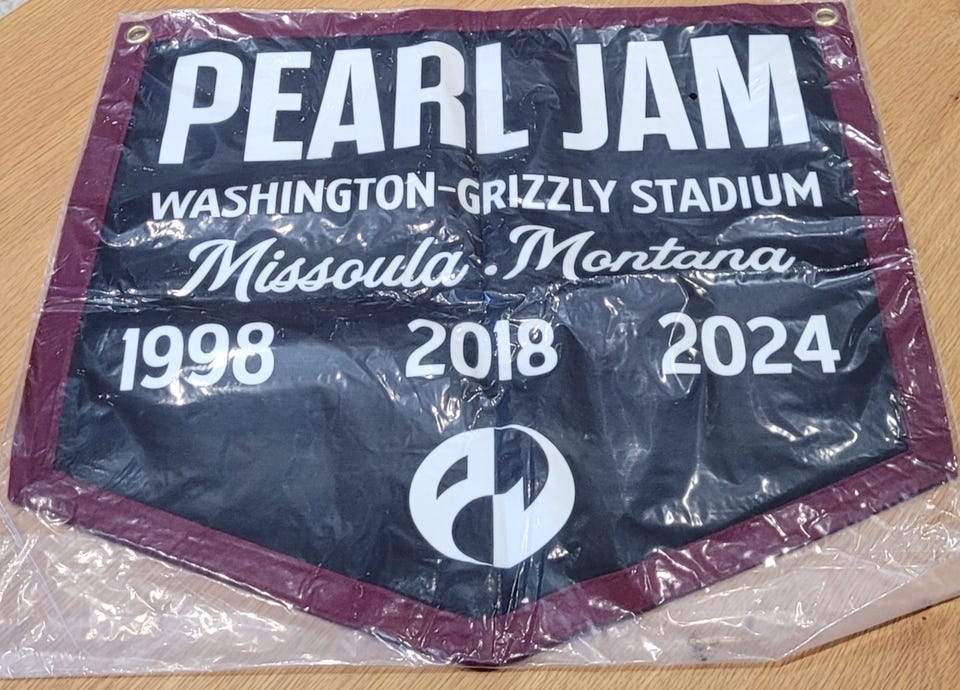 PEARL JAM
WASHINGTON-GRIZZLY STADIUM
Missoula . Montana
1998 2018 2024